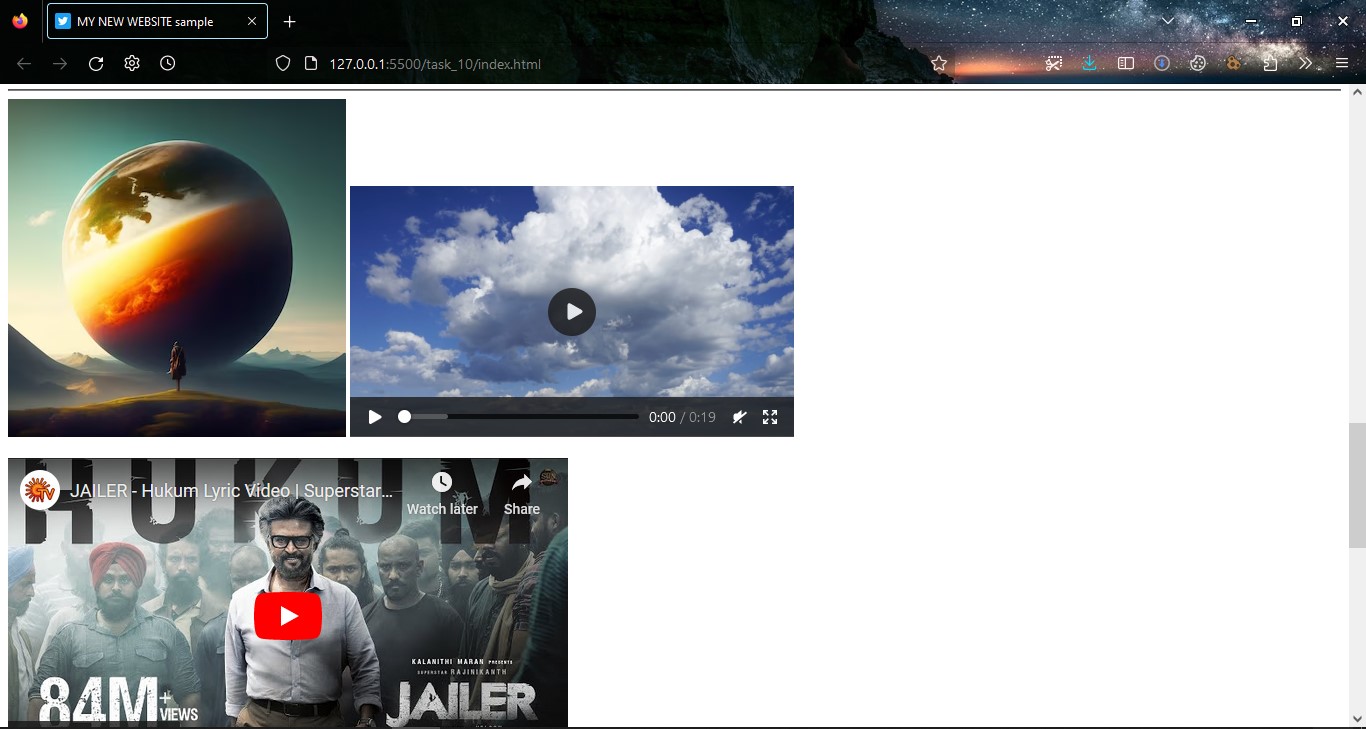 MY NEW WEBSITE sample
127.0.0.1:5500/task_10/index.html
0:00 / 0:19
HUKUM
JAILER - Hukum Lyric Video | Superstar...
Watch later
Share
KALANITHI MARAN PRESENTS
SUPERSTAR RAJINIKANTH
JAILER
84M+
VIEWS